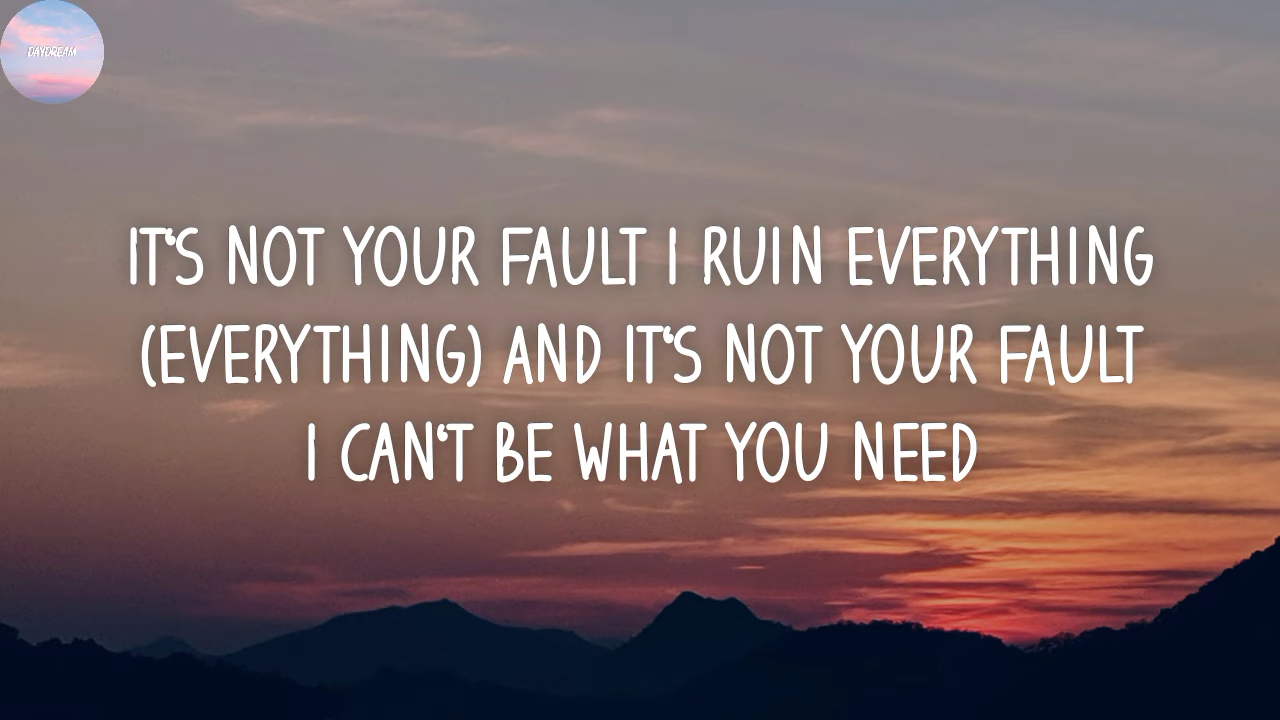 DAYDREAM
IT'S NOT YOUR FAULT I RUIN EVERYTHING
(EVERYTHING) AND IT'S NOT YOUR FAULT
I CAN'T BE WHAT YOU NEED